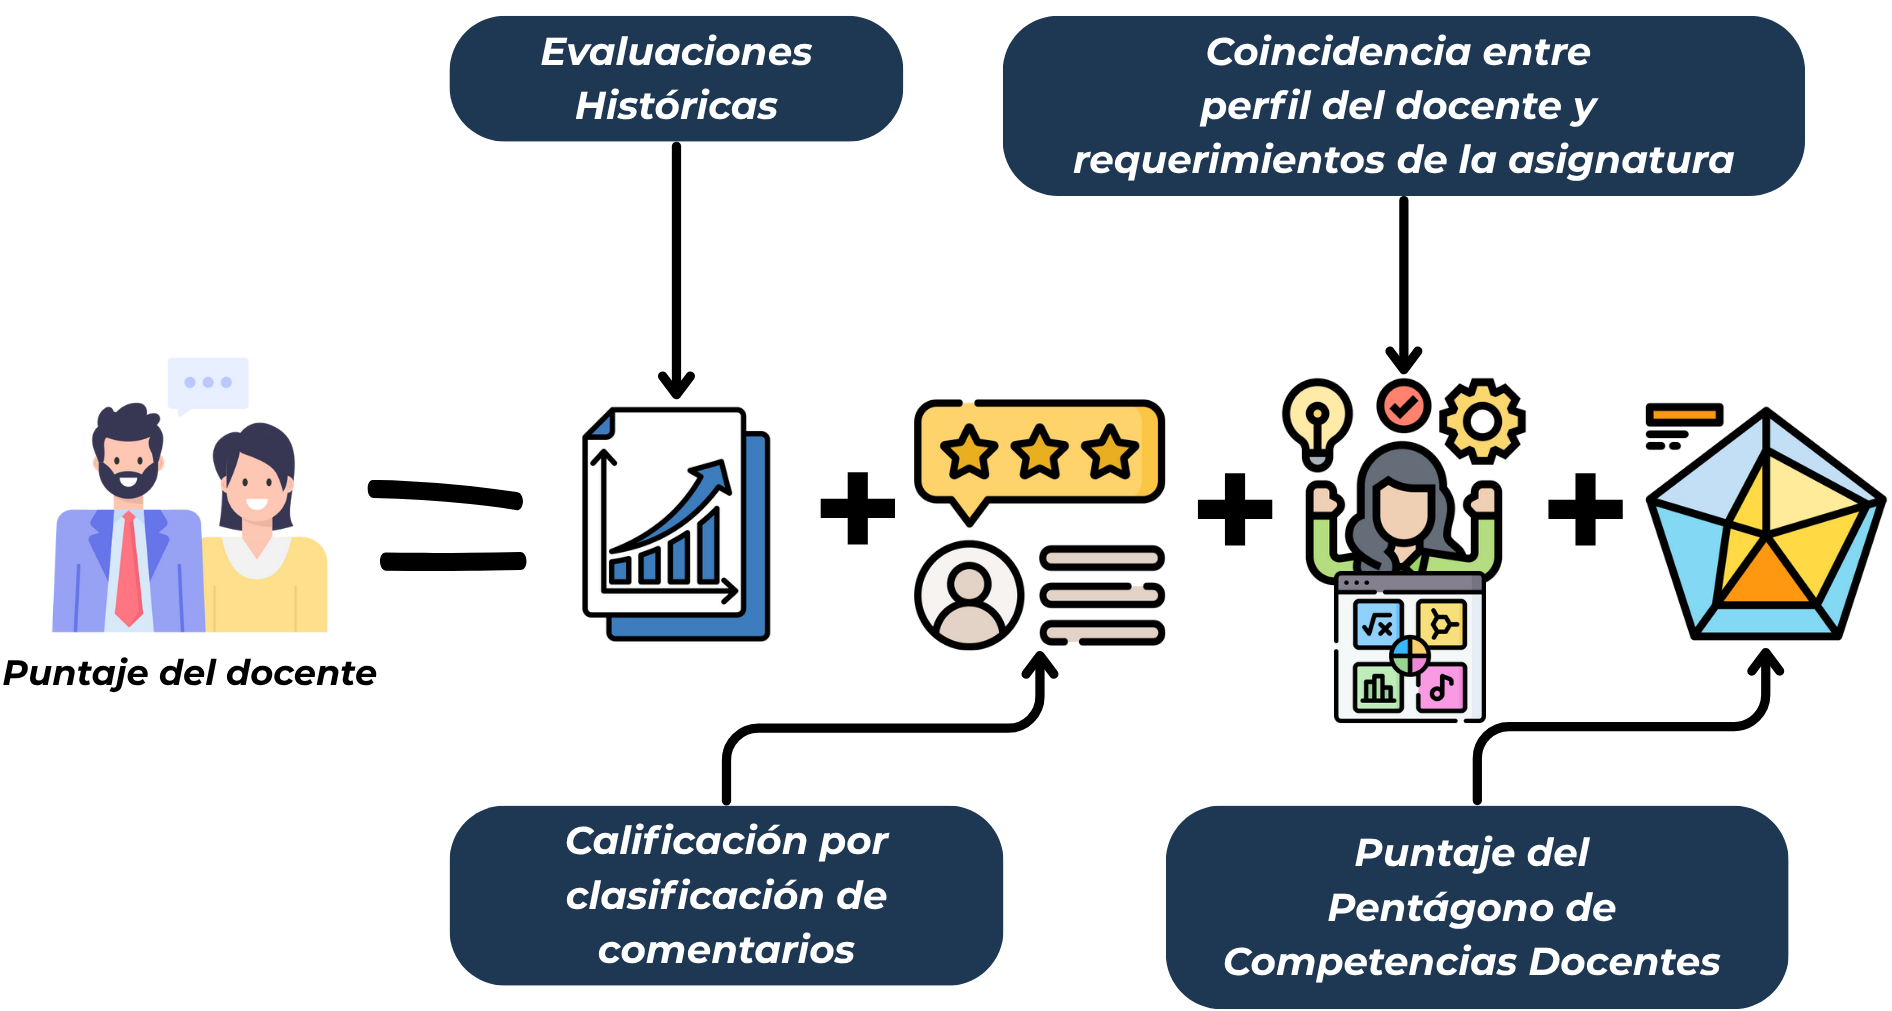 Evaluaciones
Históricas
Coincidencia entre
perfil del docente y
requerimientos de la asignatura
Puntaje del docente
Calificación por
clasificación de
comentarios
Puntaje del
Pentágono de
Competencias Docentes